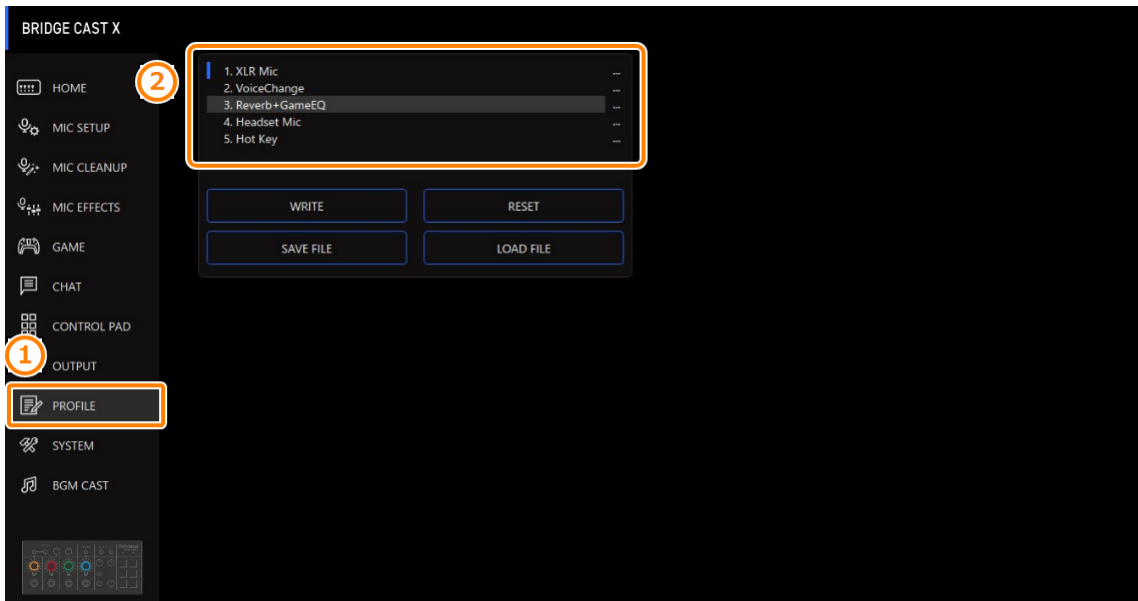 BRIDGE CAST X
HOME
MIC SETUP
MIC CLEANUP
MIC EFFECTS
GAME
CHAT
CONTROL PAD
1
OUTPUT
PROFILE
SYSTEM
BGM CAST
2
1. XLR Mic ...
2. VoiceChange ...
3. Reverb+GameEQ ...
4. Headset Mic ...
5. Hot Key ...
WRITE RESET
SAVE FILE LOAD FILE